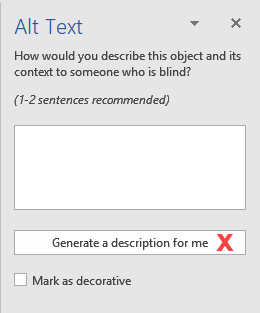 Alt Text
How would you describe this object and its
context to someone who is blind?
(1-2 sentences recommended)
Generate a description for me
Mark as decorative